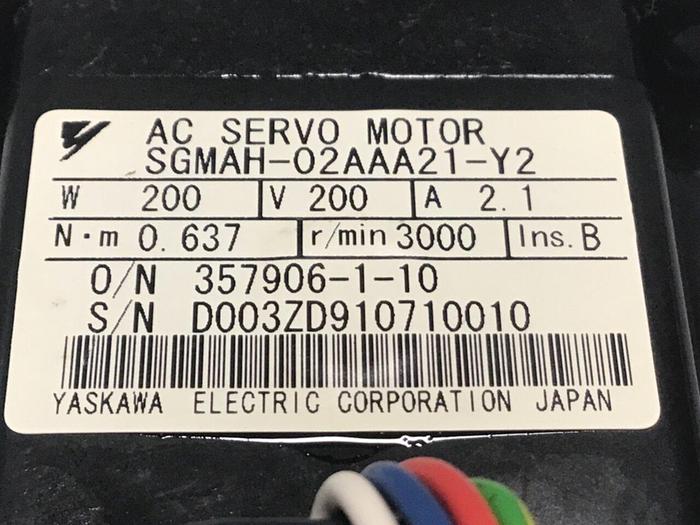 AC SERVO MOTOR
SGMAH-02AAA21-Y2
W 200 V 200 A 2.1
N・m 0.637 r/min 3000 Ins. B
O/N 357906-1-10
S/N D003ZD910710010
YASKAWA ELECTRIC CORPORATION JAPAN